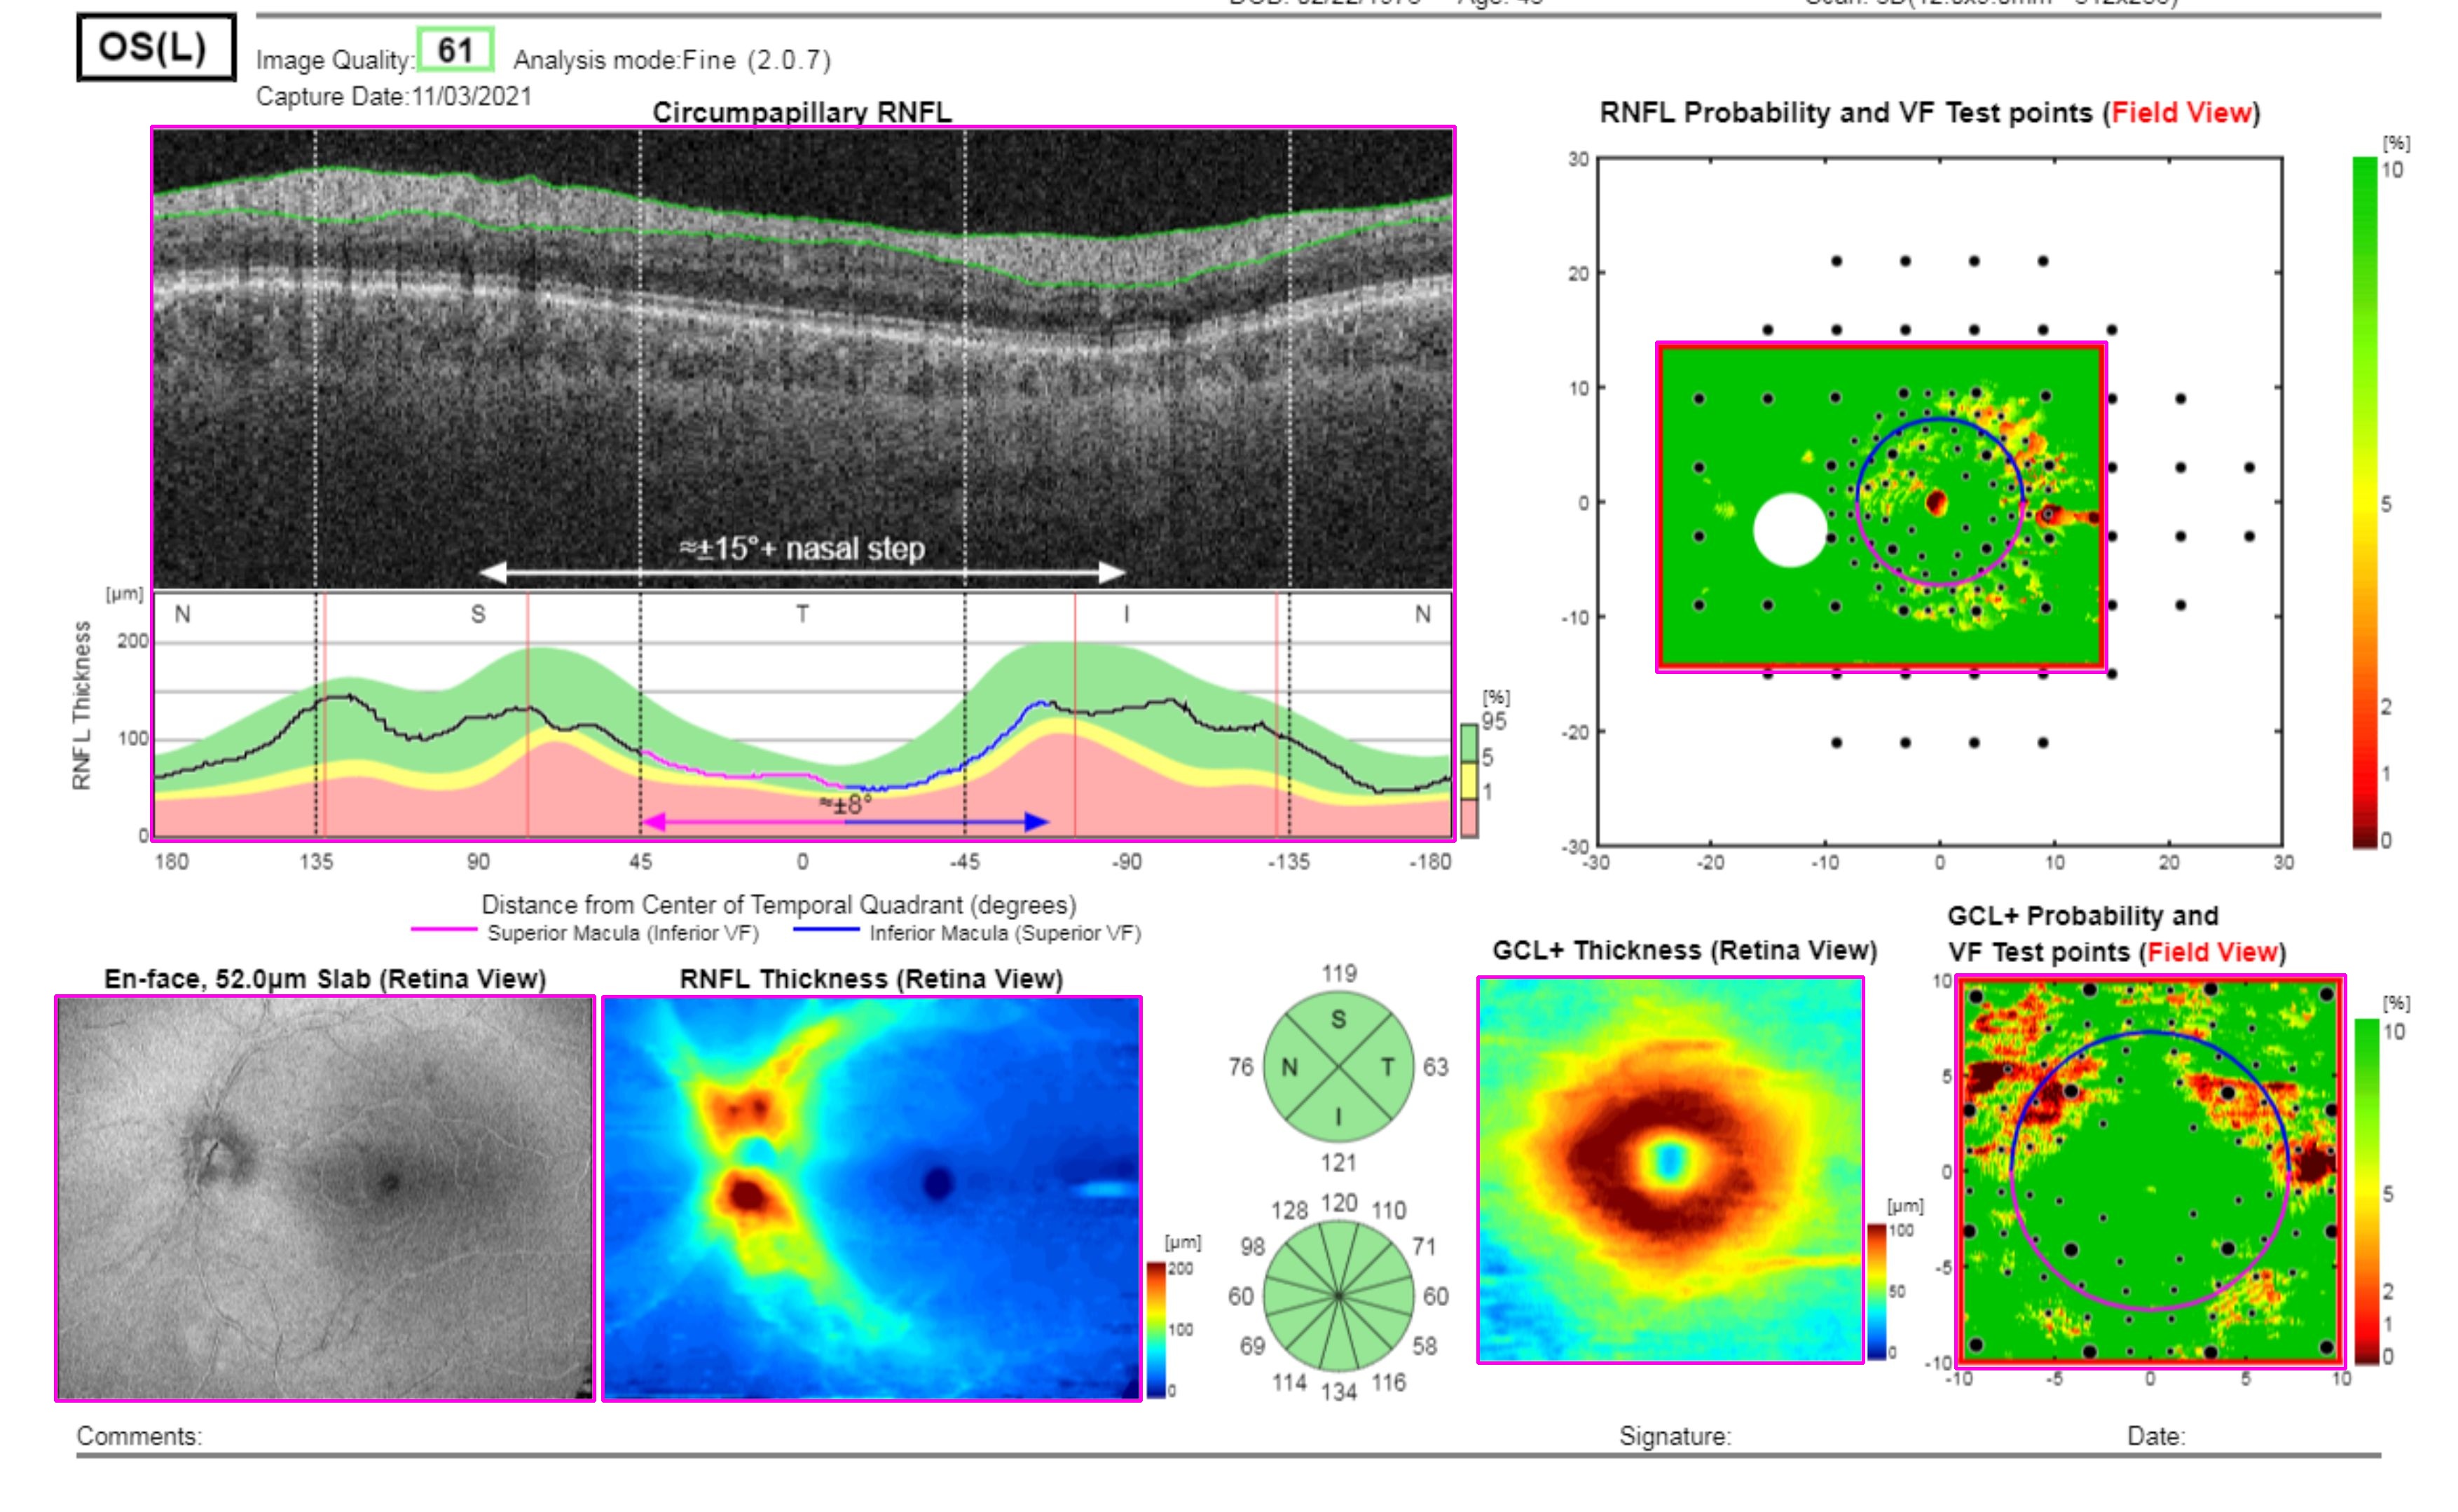 OS(L)
Image Quality: 61 Analysis mode:Fine (2.0.7)
Capture Date:11/03/2021
Circumpapillary RNFL
≈±15°+ nasal step
[µm]
N S T I N
200
100
0
RNFL Thickness
≈±8°
[%]
95
5
1
180 135 90 45 0 -45 -90 -135 -180
Distance from Center of Temporal Quadrant (degrees)
Superior Macula (Inferior VF) Inferior Macula (Superior VF)
RNFL Probability and VF Test points (Field View)
30
20
10
0
-10
-20
-30
-30 -20 -10 0 10 20 30
[%]
10
5
2
1
0
En-face, 52.0µm Slab (Retina View)
RNFL Thickness (Retina View)
[µm]
200
100
0
119
S
76 N T 63
I
121
128 120 110
98 71
60 60
69 58
114 134 116
GCL+ Thickness (Retina View)
[µm]
100
50
0
GCL+ Probability and
VF Test points (Field View)
10
5
0
-5
-10
-10 -5 0 5 10
[%]
10
5
2
1
0
Comments: Signature: Date: